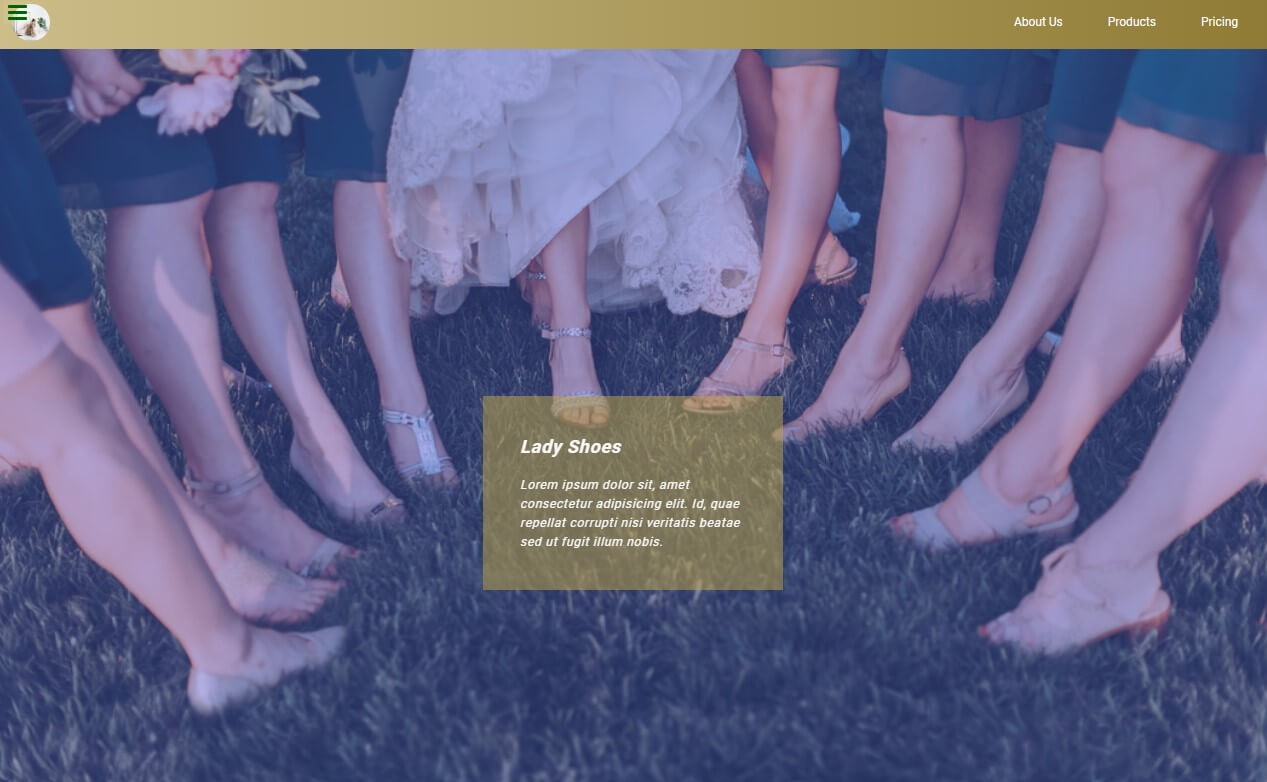 About Us
Products
Pricing
Lady Shoes
Lorem ipsum dolor sit, amet
consectetur adipisicing elit. Id, quae
repellat corrupti nisi veritatis beatae
sed ut fugit illum nobis.